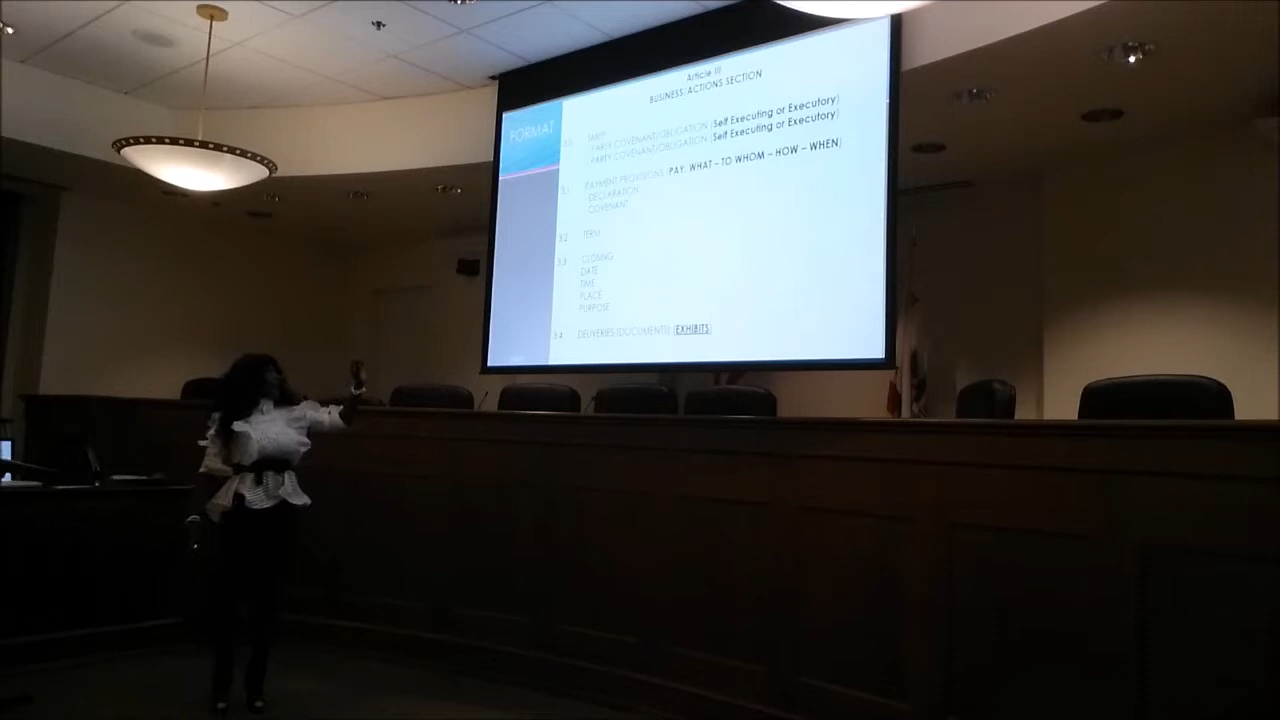 FORMAT
Article III
BUSINESS: ACTIONS SECTION
3.0
PARTY COVENANT/OBLIGATION (Self Executing or Executory)
PARTY COVENANT/OBLIGATION (Self Executing or Executory)
3.1 PAYMENT PROVISIONS (PAY: WHAT – TO WHOM – HOW – WHEN)
DECLARATION
COVENANT
3.2 TERM
3.3 CLOSING
DATE
TIME
PLACE
PURPOSE
3.4 DELIVERIES (DOCUMENTS) (EXHIBITS)